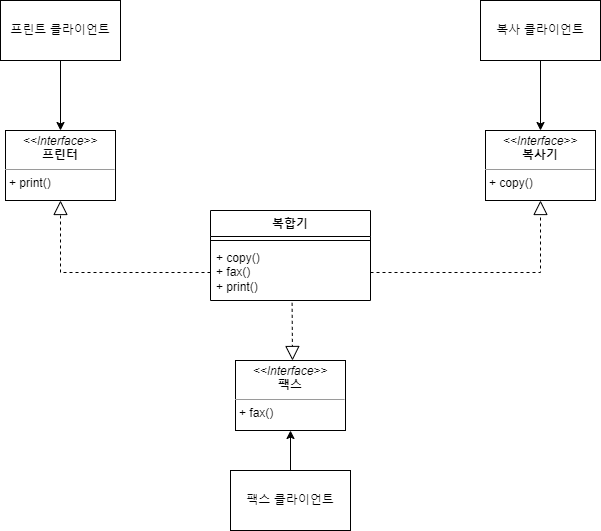 프린트 클라이언트
복사 클라이언트
<<Interface>>
프린터
+ print()
<<Interface>>
복사기
+ copy()
복합기
+ copy()
+ fax()
+ print()
<<Interface>>
팩스
+ fax()
팩스 클라이언트